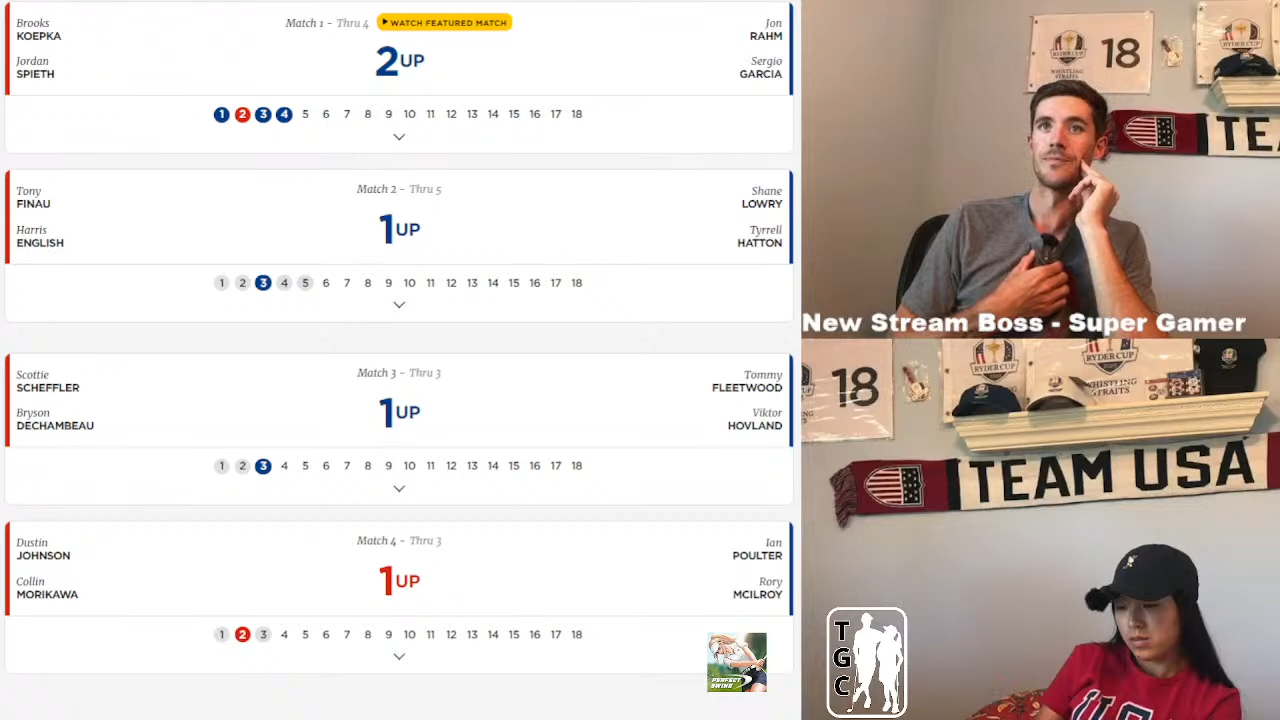 Brooks
KOEPKA
Jordan
SPIETH
Match 1 - Thru 4 WATCH FEATURED MATCH
2UP
Jon
RAHM
Sergio
GARCIA
1 2 3 4 5 6 7 8 9 10 11 12 13 14 15 16 17 18
Tony
FINAU
Harris
ENGLISH
Match 2 - Thru 5
1UP
Shane
LOWRY
Tyrrell
HATTON
1 2 3 4 5 6 7 8 9 10 11 12 13 14 15 16 17 18
Scottie
SCHEFFLER
Bryson
DECHAMBEAU
Match 3 - Thru 3
1UP
Tommy
FLEETWOOD
Viktor
HOVLAND
1 2 3 4 5 6 7 8 9 10 11 12 13 14 15 16 17 18
Dustin
JOHNSON
Collin
MORIKAWA
Match 4 - Thru 3
1UP
Ian
POULTER
Rory
MCILROY
1 2 3 4 5 6 7 8 9 10 11 12 13 14 15 16 17 18
PERFECT
SWING
RYDER CUP
18
WHISTLING
STRAITS
RYDER CUP
TE
New Stream Boss - Super Gamer
18
RYDER CUP
RYDER CUP
WHISTLING
STRAITS
TEAM USA
T
G
C